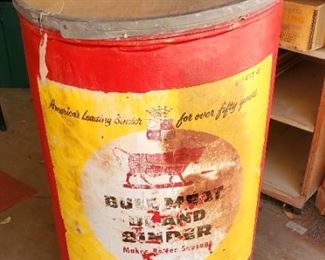 America's Leading Binder for over fifty years
BULL MEAT
BRAND
BINDER
Makes Better Sausage